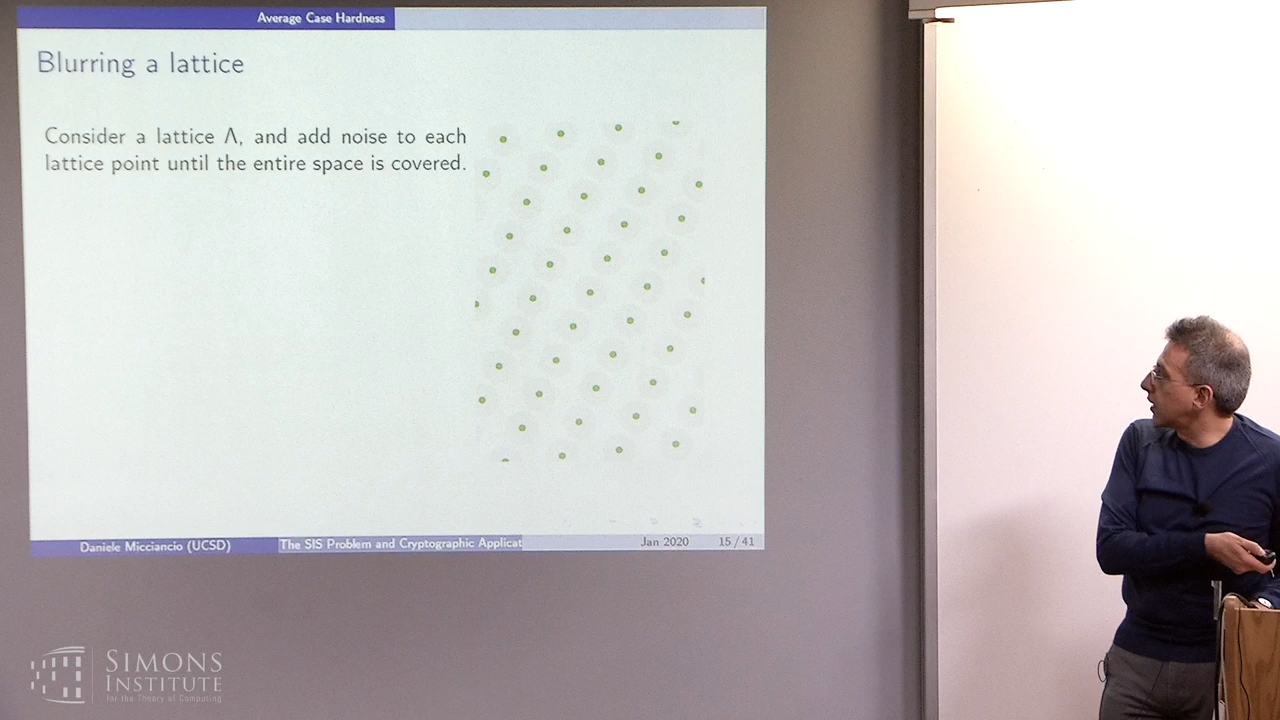 Average Case Hardness
Blurring a lattice
Consider a lattice Λ, and add noise to each
lattice point until the entire space is covered.
Daniele Micciancio (UCSD)
The SIS Problem and Cryptographic Applicat
Jan 2020
15 / 41
SIMONS
INSTITUTE
for the Theory of Computing